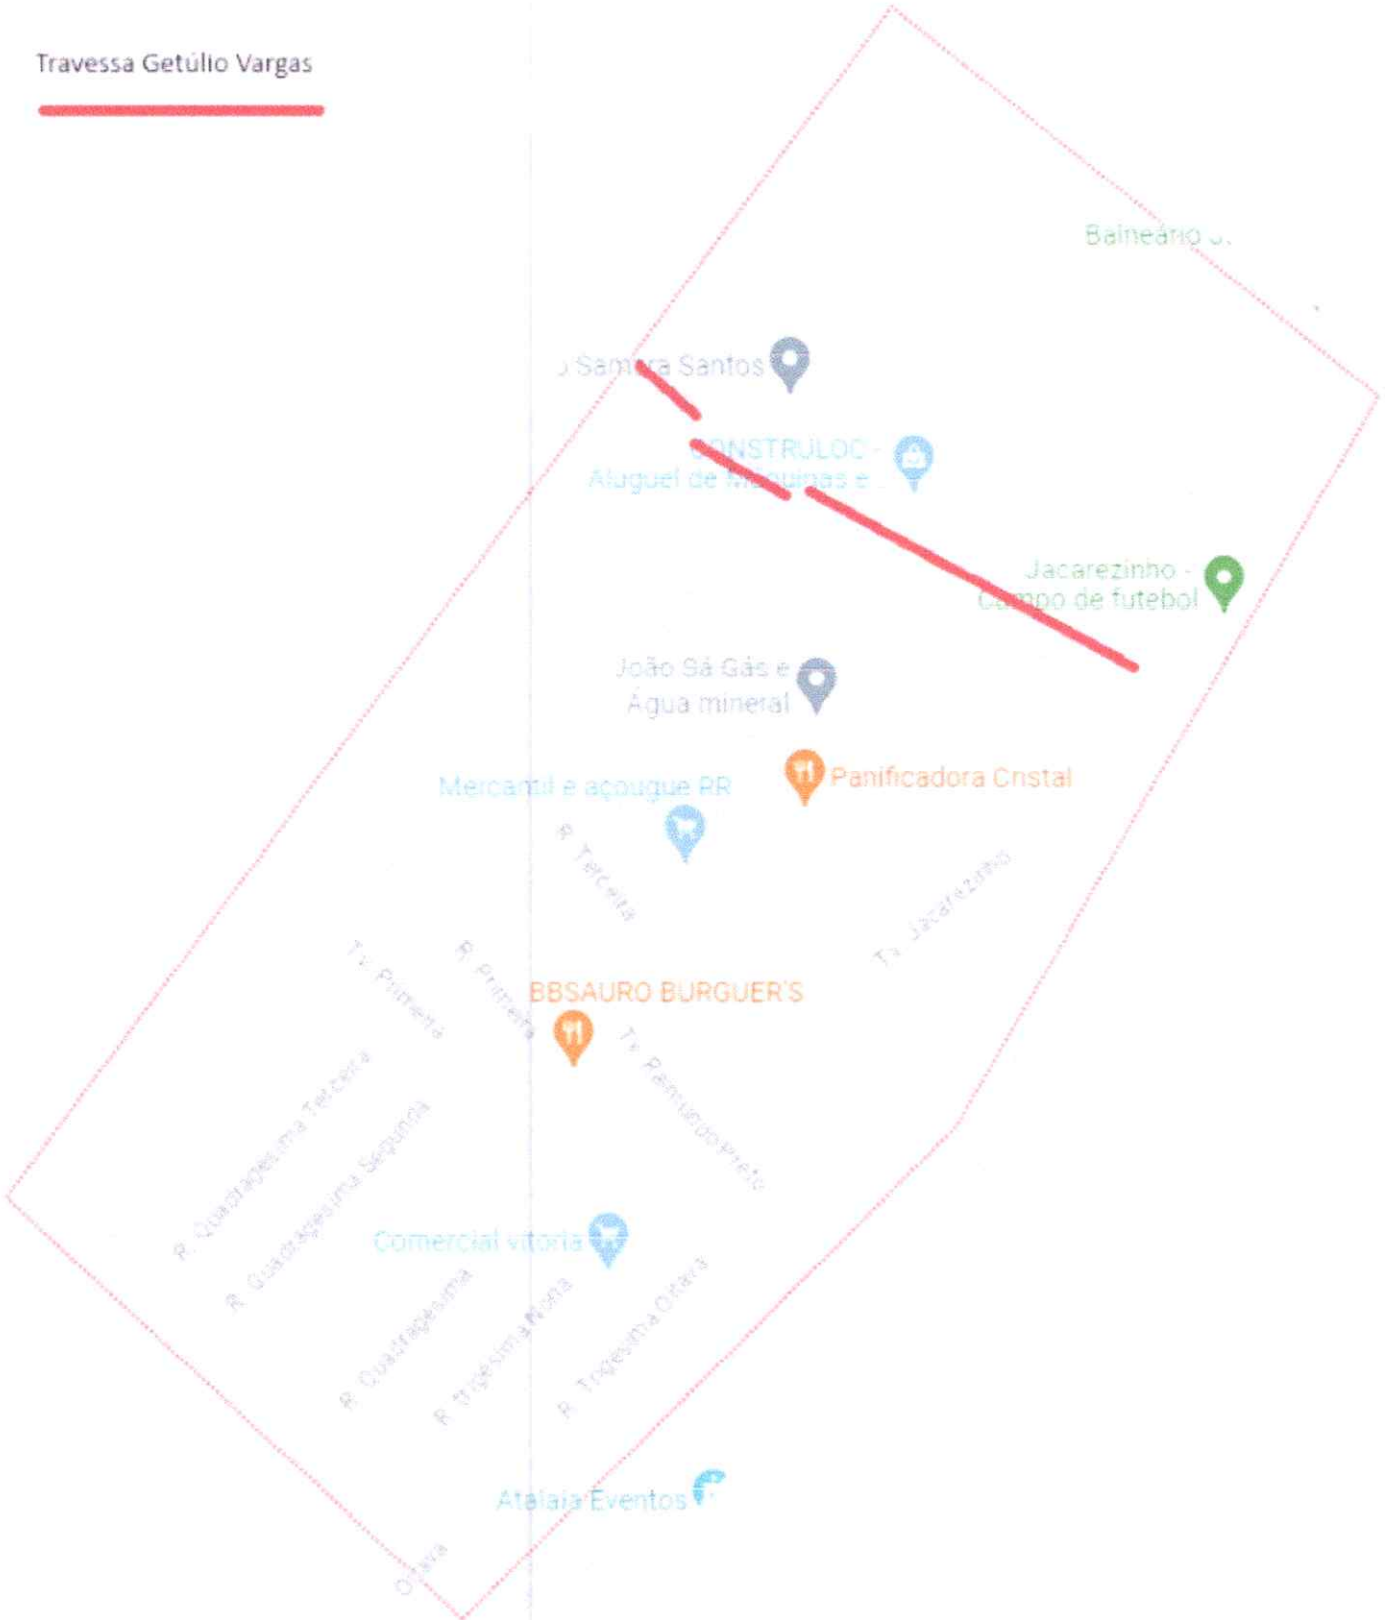 Travessa Getúlio Vargas
Balneário
Samara Santos
CONSTRULOC -
Aluguel de Máquinas e
Jacarezinho -
Campo de futebol
João Sá Gás e
Água mineral
Panificadora Cristal
Mercantil e açougue RR
R. Terceira
Tv. Jacarezinho
Tv. Primeira
R. Primeira
BBSAURO BURGUER'S
Tv. Raimundo Preto
R. Quadragésima Terceira
R. Quadragésima Segunda
Comercial vitoria
R. Quadragésima
R. trigésima Nona
R. Trigésima Oitava
Atalaia Eventos
Oitava